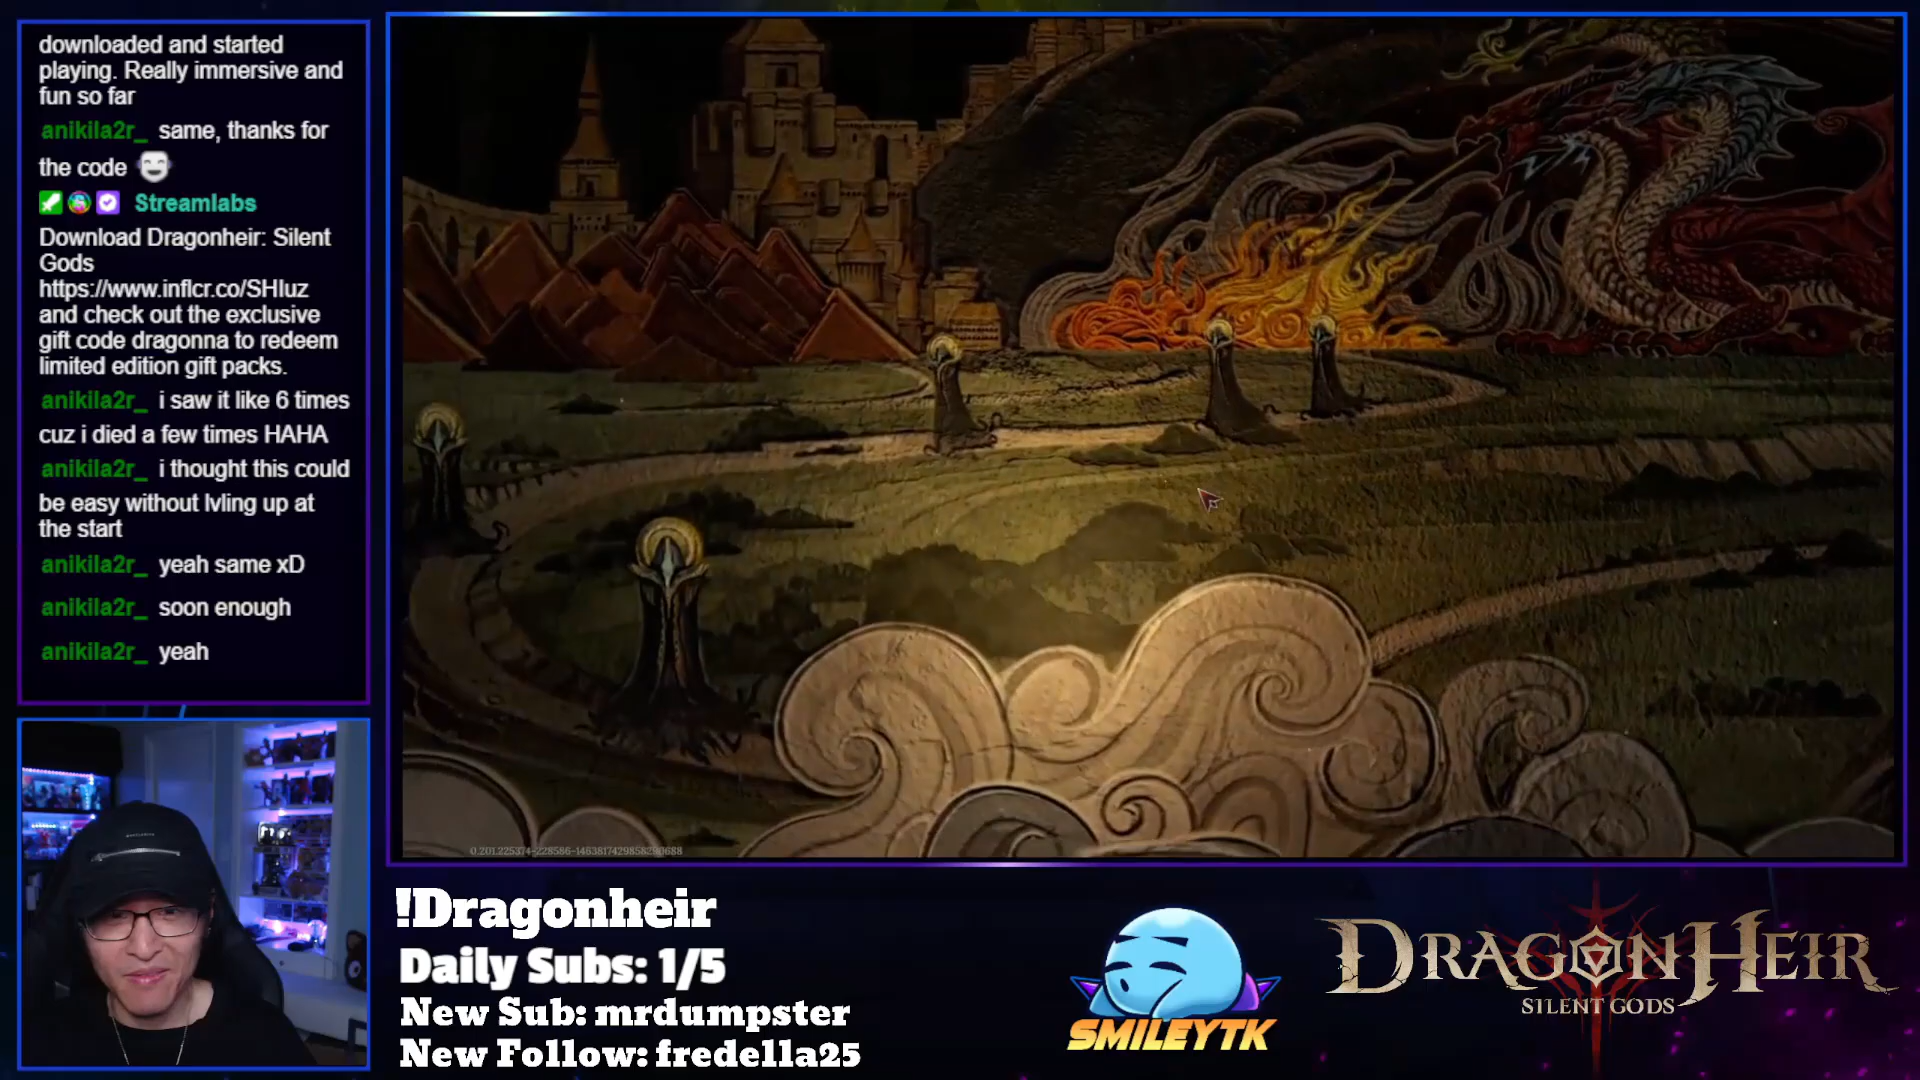 downloaded and started
playing. Really immersive and
fun so far
anikila2r_ same, thanks for
the code
Streamlabs
Download Dragonheir: Silent
Gods
https://www.inflcr.co/SHIuz
and check out the exclusive
gift code dragonna to redeem
limited edition gift packs.
anikila2r_ i saw it like 6 times
cuz i died a few times HAHA
anikila2r_ i thought this could
be easy without lvling up at
the start
anikila2r_ yeah same xD
anikila2r_ soon enough
anikila2r_ yeah
!Dragonheir
Daily Subs: 1/5
New Sub: mrdumpster
New Follow: fredella25
SMILEYTK
DRAGONHEIR
SILENT GODS